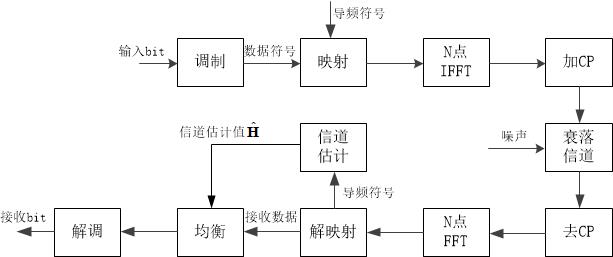 导频符号
输入bit
调制
数据符号
映射
N点
IFFT
加CP
信道估计值Ĥ
信道
估计
噪声
衰落
信道
导频符号
接收bit
解调
均衡
接收数据
解映射
N点
FFT
去CP